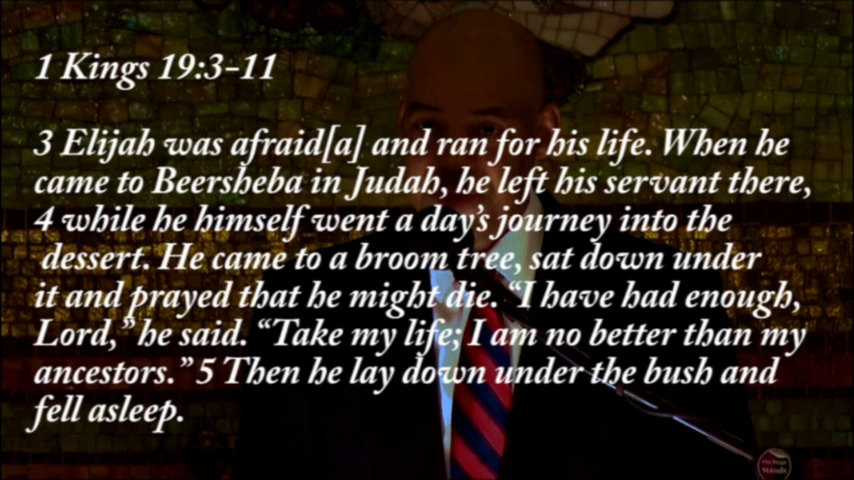 1 Kings 19:3-11
3 Elijah was afraid[a] and ran for his life. When he
came to Beersheba in Judah, he left his servant there,
4 while he himself went a day's journey into the
dessert. He came to a broom tree, sat down under
it and prayed that he might die. “I have had enough,
Lord,” he said. “Take my life; I am no better than my
ancestors.” 5 Then he lay down under the bush and
fell asleep.
On-Stage
Stands